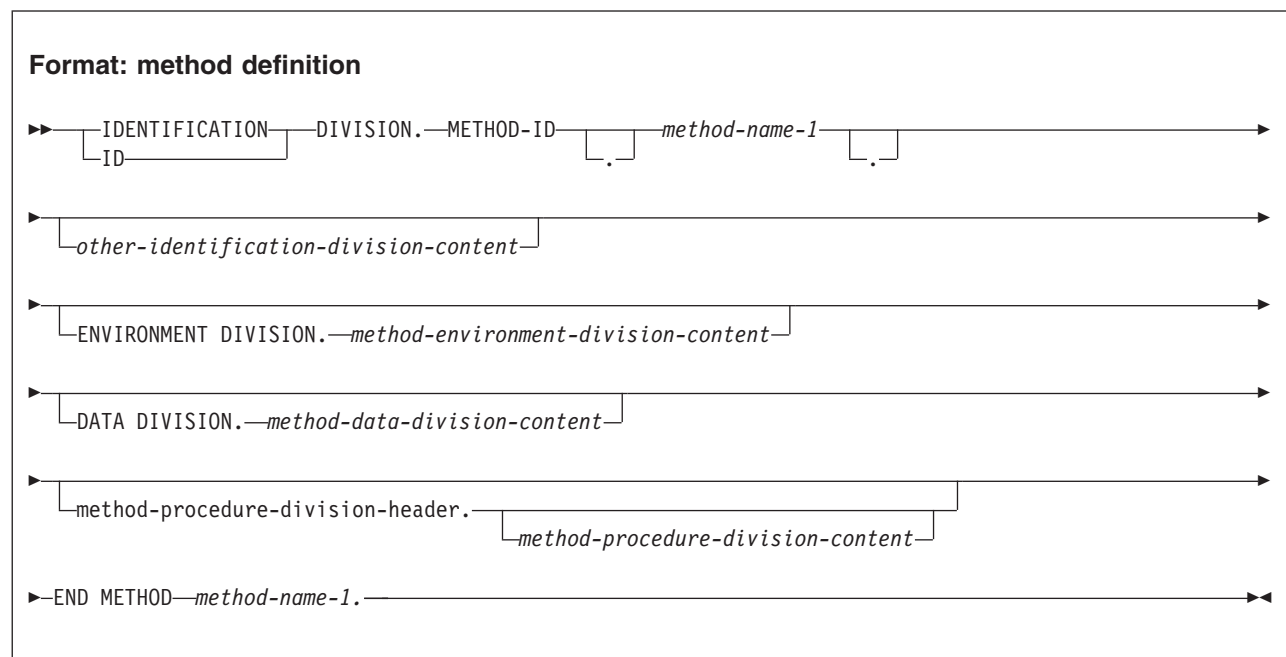 Format: method definition
IDENTIFICATION DIVISION. METHOD-ID . method-name-1 .
ID
other-identification-division-content
ENVIRONMENT DIVISION. method-environment-division-content
DATA DIVISION. method-data-division-content
method-procedure-division-header.
method-procedure-division-content
END METHOD method-name-1.